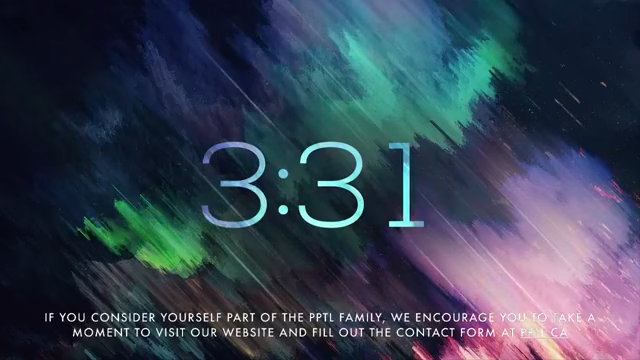 3:31
IF YOU CONSIDER YOURSELF PART OF THE PPTL FAMILY, WE ENCOURAGE YOU TO TAKE A
MOMENT TO VISIT OUR WEBSITE AND FILL OUT THE CONTACT FORM AT